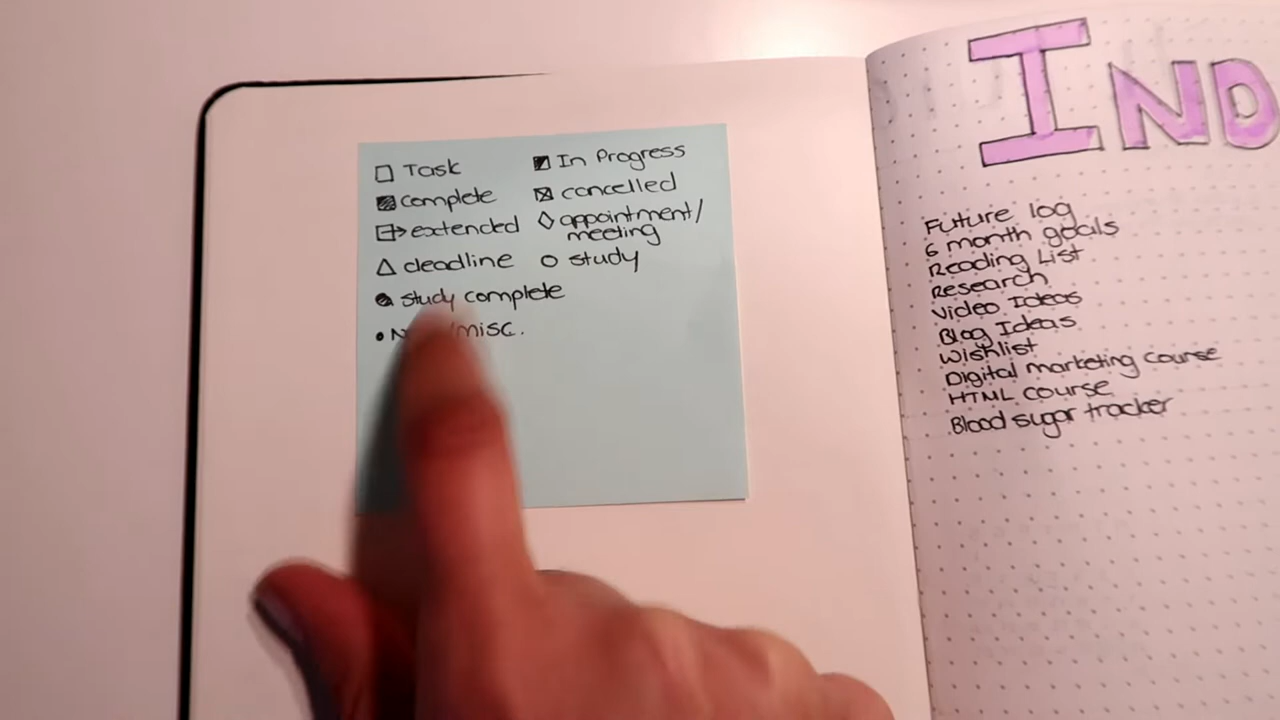 Task
In Progress
complete
cancelled
extended
appointment/
meeting
deadline
study
study complete
/misc.
IND
Future log
6 month goals
Reading List
Research
Video Ideas
Blog Ideas
Wishlist
Digital marketing course
HTML course
Blood sugar tracker